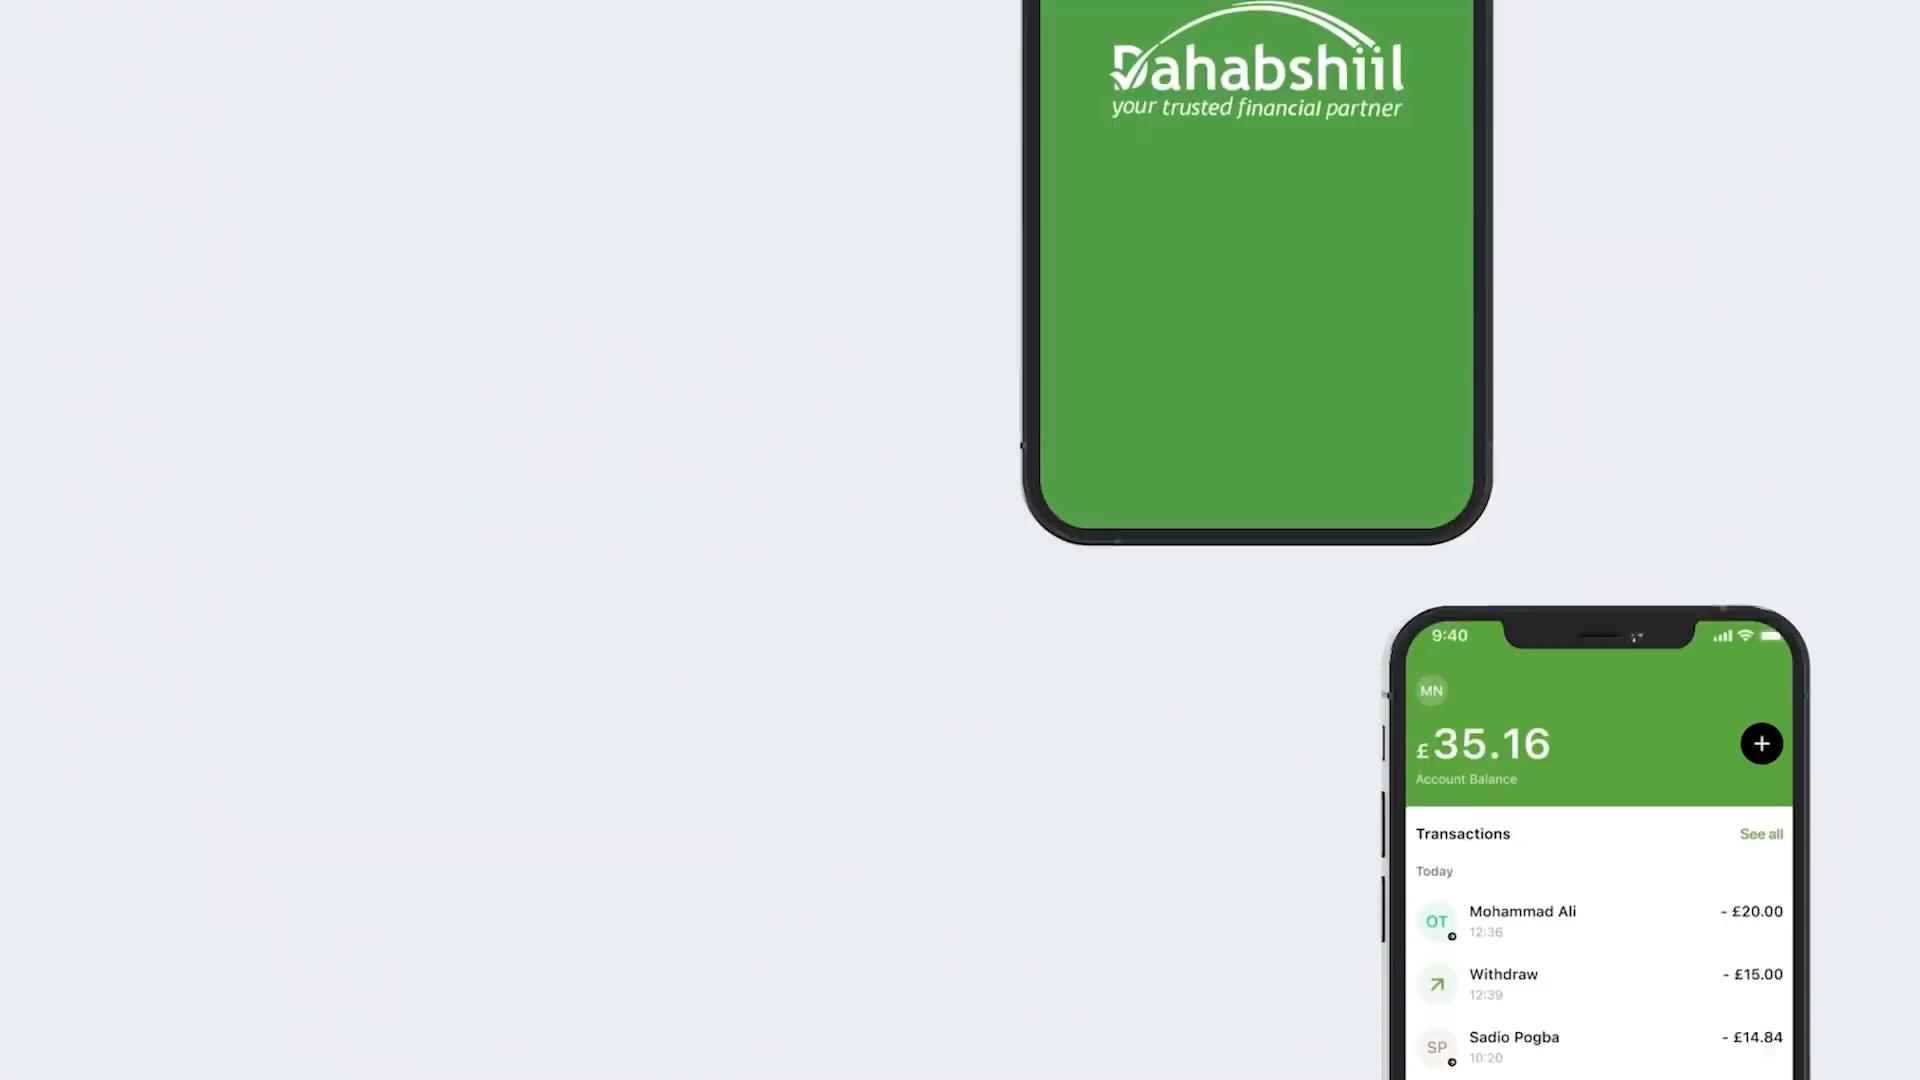 Dahabshiil
your trusted financial partner
9:40
MN
£35.16
Account Balance
Transactions See all
Today
OT Mohammad Ali - £20.00
12:36
Withdraw - £15.00
12:39
SP Sadio Pogba - £14.84
10:20